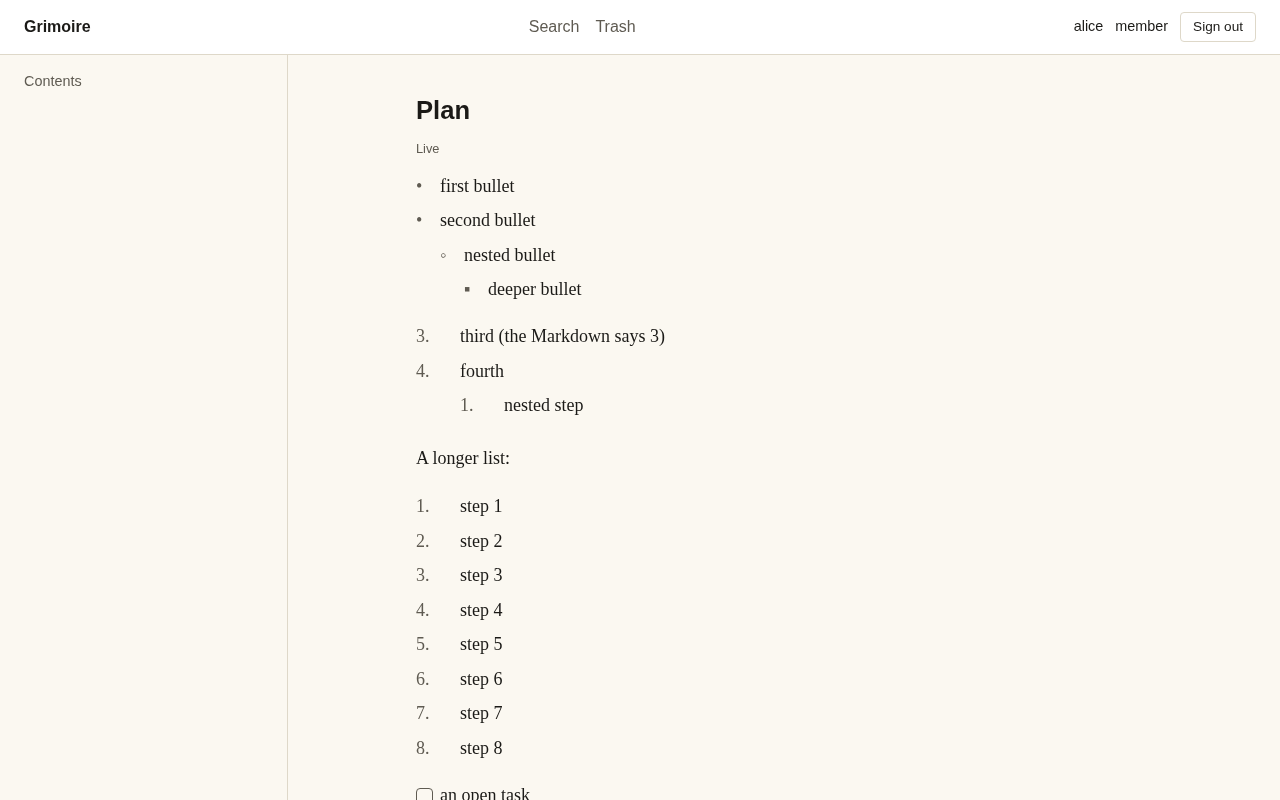 Grimoire
Search Trash
alice member Sign out
Contents
Plan
Live
• first bullet
• second bullet
◦ nested bullet
▪ deeper bullet
3. third (the Markdown says 3)
4. fourth
1. nested step
A longer list:
1. step 1
2. step 2
3. step 3
4. step 4
5. step 5
6. step 6
7. step 7
8. step 8
an open task